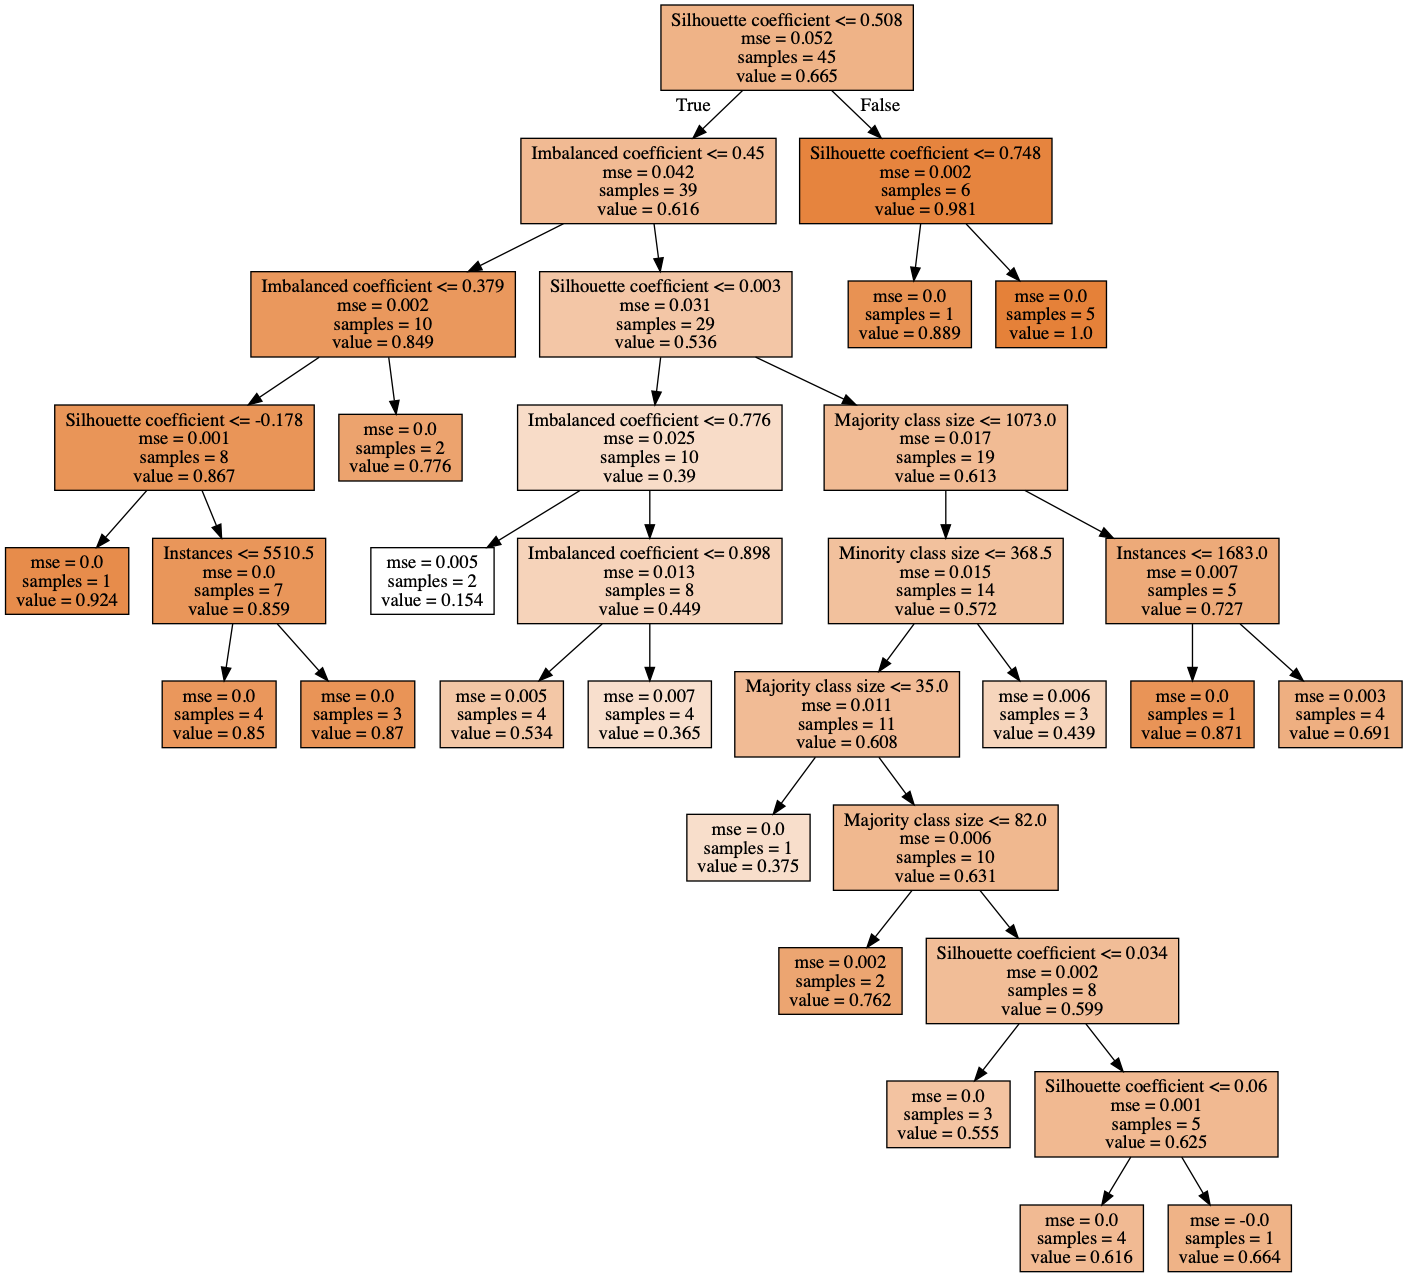 Silhouette coefficient <= 0.508
mse = 0.052
samples = 45
value = 0.665
True
False
Imbalanced coefficient <= 0.45
mse = 0.042
samples = 39
value = 0.616
Silhouette coefficient <= 0.748
mse = 0.002
samples = 6
value = 0.981
Imbalanced coefficient <= 0.379
mse = 0.002
samples = 10
value = 0.849
Silhouette coefficient <= 0.003
mse = 0.031
samples = 29
value = 0.536
mse = 0.0
samples = 1
value = 0.889
mse = 0.0
samples = 5
value = 1.0
Silhouette coefficient <= -0.178
mse = 0.001
samples = 8
value = 0.867
mse = 0.0
samples = 2
value = 0.776
Imbalanced coefficient <= 0.776
mse = 0.025
samples = 10
value = 0.39
Majority class size <= 1073.0
mse = 0.017
samples = 19
value = 0.613
mse = 0.0
samples = 1
value = 0.924
Instances <= 5510.5
mse = 0.0
samples = 7
value = 0.859
mse = 0.005
samples = 2
value = 0.154
Imbalanced coefficient <= 0.898
mse = 0.013
samples = 8
value = 0.449
Minority class size <= 368.5
mse = 0.015
samples = 14
value = 0.572
Instances <= 1683.0
mse = 0.007
samples = 5
value = 0.727
mse = 0.0
samples = 4
value = 0.85
mse = 0.0
samples = 3
value = 0.87
mse = 0.005
samples = 4
value = 0.534
mse = 0.007
samples = 4
value = 0.365
Majority class size <= 35.0
mse = 0.011
samples = 11
value = 0.608
mse = 0.006
samples = 3
value = 0.439
mse = 0.0
samples = 1
value = 0.871
mse = 0.003
samples = 4
value = 0.691
mse = 0.0
samples = 1
value = 0.375
Majority class size <= 82.0
mse = 0.006
samples = 10
value = 0.631
mse = 0.002
samples = 2
value = 0.762
Silhouette coefficient <= 0.034
mse = 0.002
samples = 8
value = 0.599
mse = 0.0
samples = 3
value = 0.555
Silhouette coefficient <= 0.06
mse = 0.001
samples = 5
value = 0.625
mse = 0.0
samples = 4
value = 0.616
mse = -0.0
samples = 1
value = 0.664